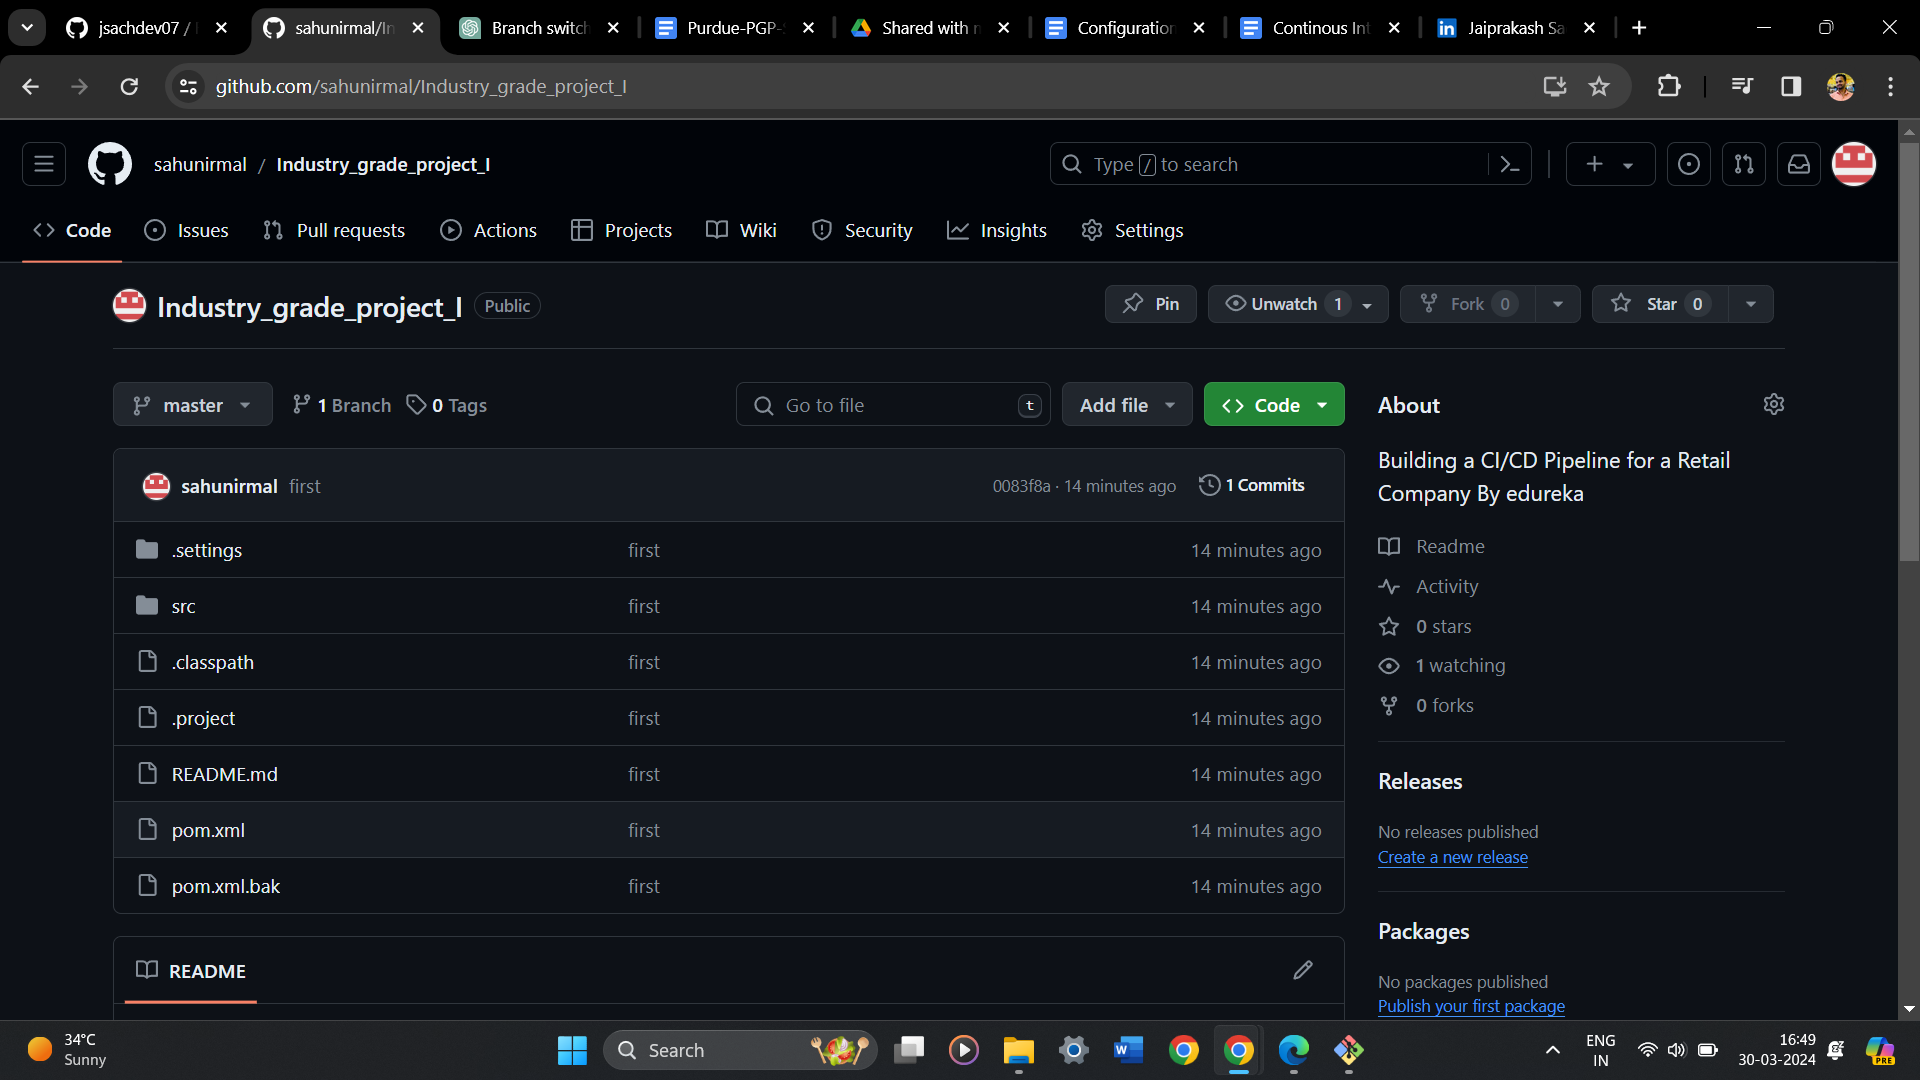 jsachdev07 /
sahunirmal/In
Branch switch
Purdue-PGP-
Shared with
Configuration
Continous Int
Jaiprakash Sa
github.com/sahunirmal/Industry_grade_project_I
sahunirmal / Industry_grade_project_I
Type / to search
Code Issues Pull requests Actions Projects Wiki Security Insights Settings
Industry_grade_project_I Public
Pin Unwatch 1 Fork 0 Star 0
master 1 Branch 0 Tags Go to file t Add file Code
sahunirmal first 0083f8a · 14 minutes ago 1 Commits
.settings first 14 minutes ago
src first 14 minutes ago
.classpath first 14 minutes ago
.project first 14 minutes ago
README.md first 14 minutes ago
pom.xml first 14 minutes ago
pom.xml.bak first 14 minutes ago
README
About
Building a CI/CD Pipeline for a Retail
Company By edureka
Readme
Activity
0 stars
1 watching
0 forks
Releases
No releases published
Create a new release
Packages
No packages published
Publish your first package
34°C
Sunny
Search
ENG
IN
16:49
30-03-2024
PRE